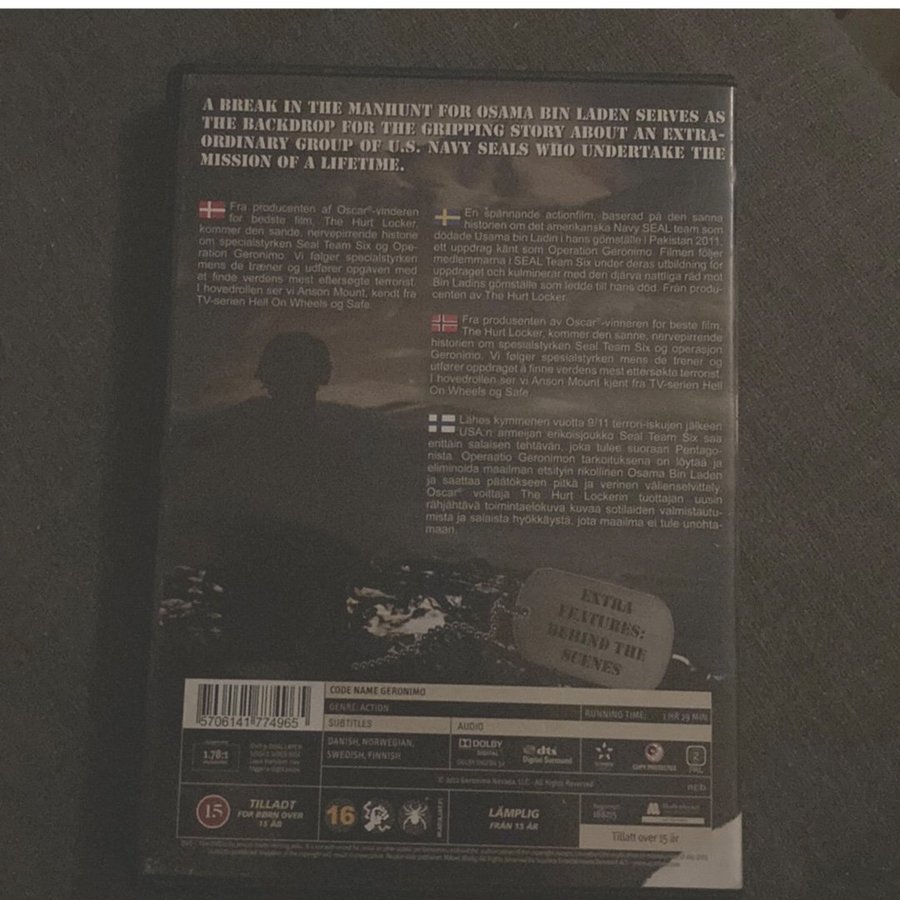 A BREAK IN THE MANHUNT FOR OSAMA BIN LADEN SERVES AS
THE BACKDROP FOR THE GRIPPING STORY ABOUT AN EXTRA-
ORDINARY GROUP OF U.S. NAVY SEALS WHO UNDERTAKE THE
MISSION OF A LIFETIME.
Fra producenten af Oscar®-vinderen
for bedste film, The Hurt Locker,
kommer den sande, nervepirrende historie
om specialstyrken Seal Team Six og Ope-
ration Geronimo. Vi følger specialstyrken
mens de træner og udfører opgaven med
at finde verdens mest eftersøgte terrorist.
I hovedrollen ser vi Anson Mount, kendt fra
TV-serien Hell On Wheels og Safe.
En spännande actionfilm, baserad på den sanna
historien om det amerikanska Navy SEAL team som
dödade Usama bin Ladin i hans gömställe i Pakistan 2011,
ett uppdrag känt som Operation Geronimo. Filmen följer
medlemmarna i SEAL Team Six under deras utbildning för
uppdraget och kulminerar med den djärva nattliga räd mot
Bin Ladins gömställe som ledde till hans död. Från produ-
centen av The Hurt Locker.
Fra produsenten av Oscar®-vinneren for beste film,
The Hurt Locker, kommer den sanne, nervepirrende
historien om spesialstyrken Seal Team Six og operasjon
Geronimo. Vi følger spesialstyrken mens de trener og
utfører oppdraget å finne verdens mest ettersøkte terrorist.
I hovedrollen ser vi Anson Mount kjent fra TV-serien Hell
On Wheels og Safe.
Lähes kymmenen vuotta 9/11 terrori-iskujen jälkeen
USA:n armeijan erikoisjoukko Seal Team Six saa
erittäin salaisen tehtävän, joka tulee suoraan Pentago-
nista. Operaatio Geronimon tarkoituksena on löytää ja
eliminoida maailman etsityin rikollinen Osama Bin Laden
ja saattaa päätökseen pitkä ja verinen välienselvittely.
Oscar® voittaja The Hurt Lockerin tuottajan uusin
räjähtävä toimintaelokuva kuvaa sotilaiden valmistautu-
mista ja salaista hyökkäystä, jota maailma ei tule unohta-
maan.
EXTRA
FEATURES:
BEHIND THE
SCENES
5706141774965
CODE NAME GERONIMO
GENRE: ACTION
RUNNING TIME: 1 HR 29 MIN.
SUBTITLES
AUDIO
DANISH, NORWEGIAN,
SWEDISH, FINNISH
DOLBY
DIGITAL
dts
Digital Surround
1.78:1
COPY PROTECTED
2
PAL
© 2012 Geronimo Nevada, LLC - All Rights Reserved
ncb
15
TILLADT
FOR BØRN OVER
15 ÅR
16
LÄMPLIG
FRÅN 15 ÅR
Tillatt over 15 år